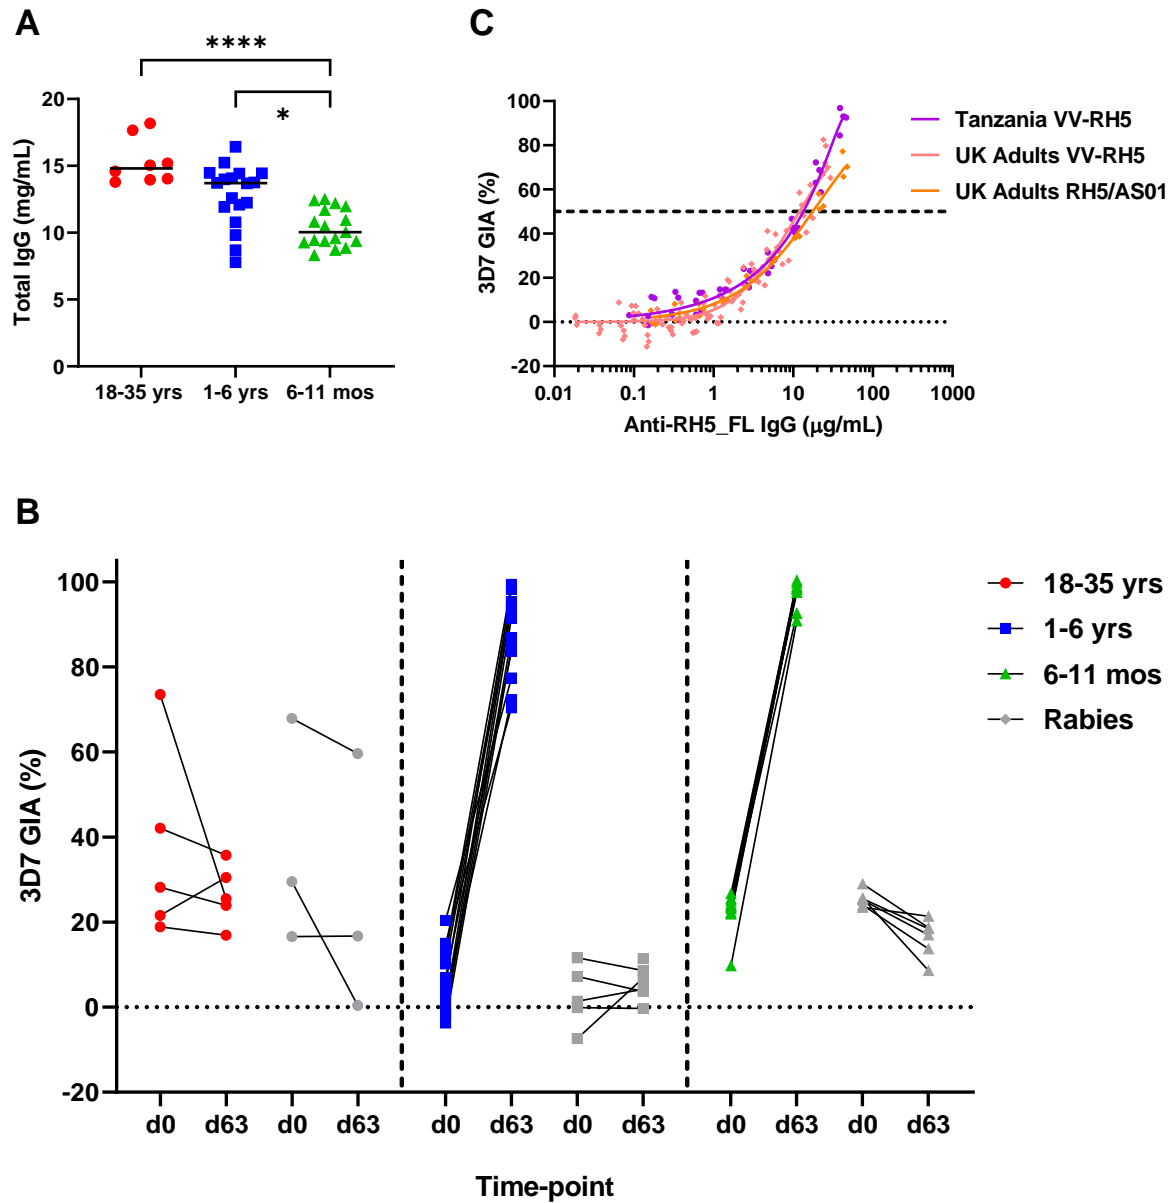 A
****
*
Total IgG (mg/mL)
20
15
10
5
0
18-35 yrs
1-6 yrs
6-11 mos
C
3D7 GIA (%)
100
80
60
40
20
0
-20
0.01
0.1
1
10
100
1000
Anti-RH5_FL IgG (μg/mL)
Tanzania VV-RH5
UK Adults VV-RH5
UK Adults RH5/AS01
B
3D7 GIA (%)
100
80
60
40
20
0
-20
d0
d63
d0
d63
d0
d63
d0
d63
d0
d63
d0
d63
Time-point
18-35 yrs
1-6 yrs
6-11 mos
Rabies